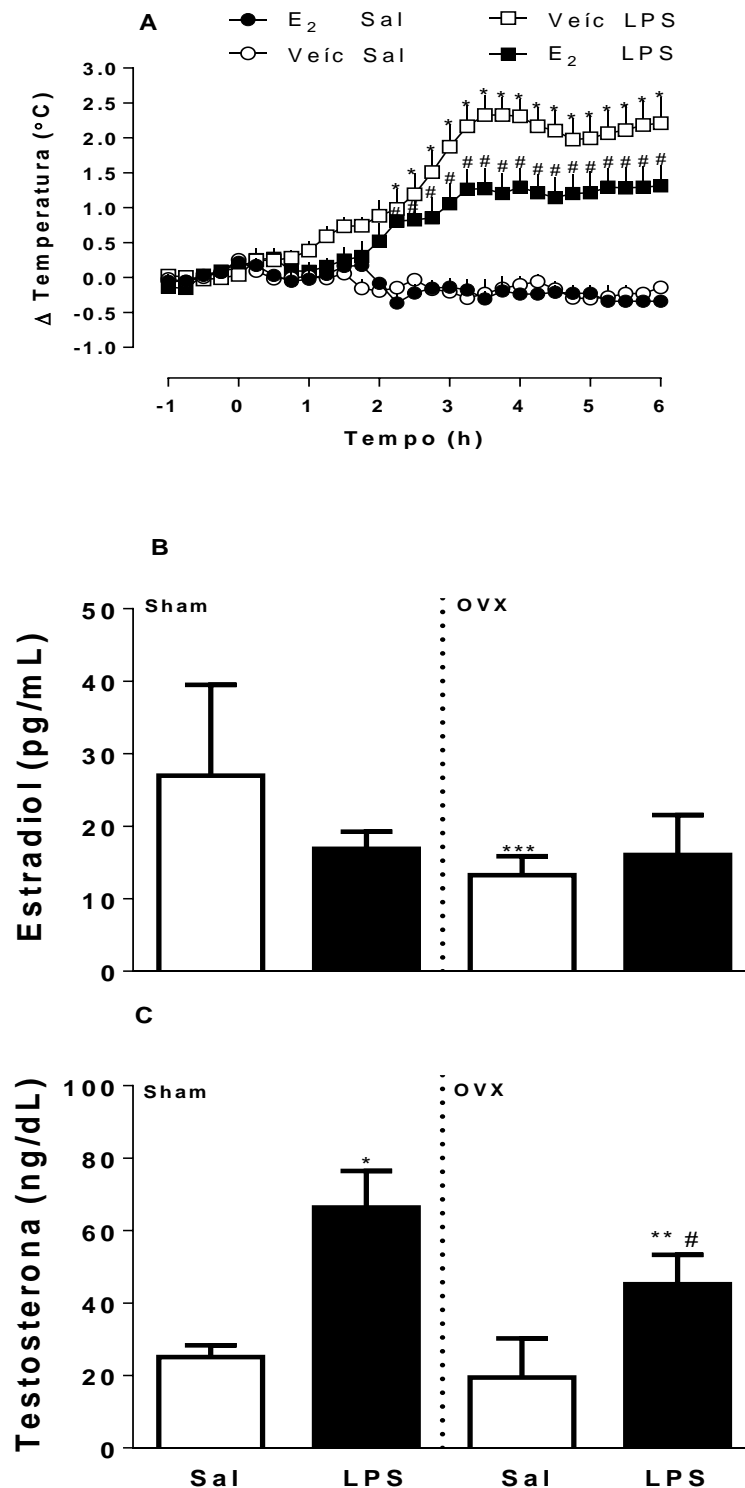 A
E₂ Sal
Veíc LPS
Veíc Sal
E₂ LPS
Δ Temperatura (°C)
3.0
2.5
2.0
1.5
1.0
0.5
0.0
-0.5
-1.0
* * * * * * * * * * * * * * * *
# # # # # # # # # # # # # # # #
-1 0 1 2 3 4 5 6
Tempo (h)
B
Sham
OVX
Estradiol (pg/mL)
50
40
30
20
10
0
***
C
Sham
OVX
Testosterona (ng/dL)
100
80
60
40
20
0
*
** #
Sal LPS Sal LPS